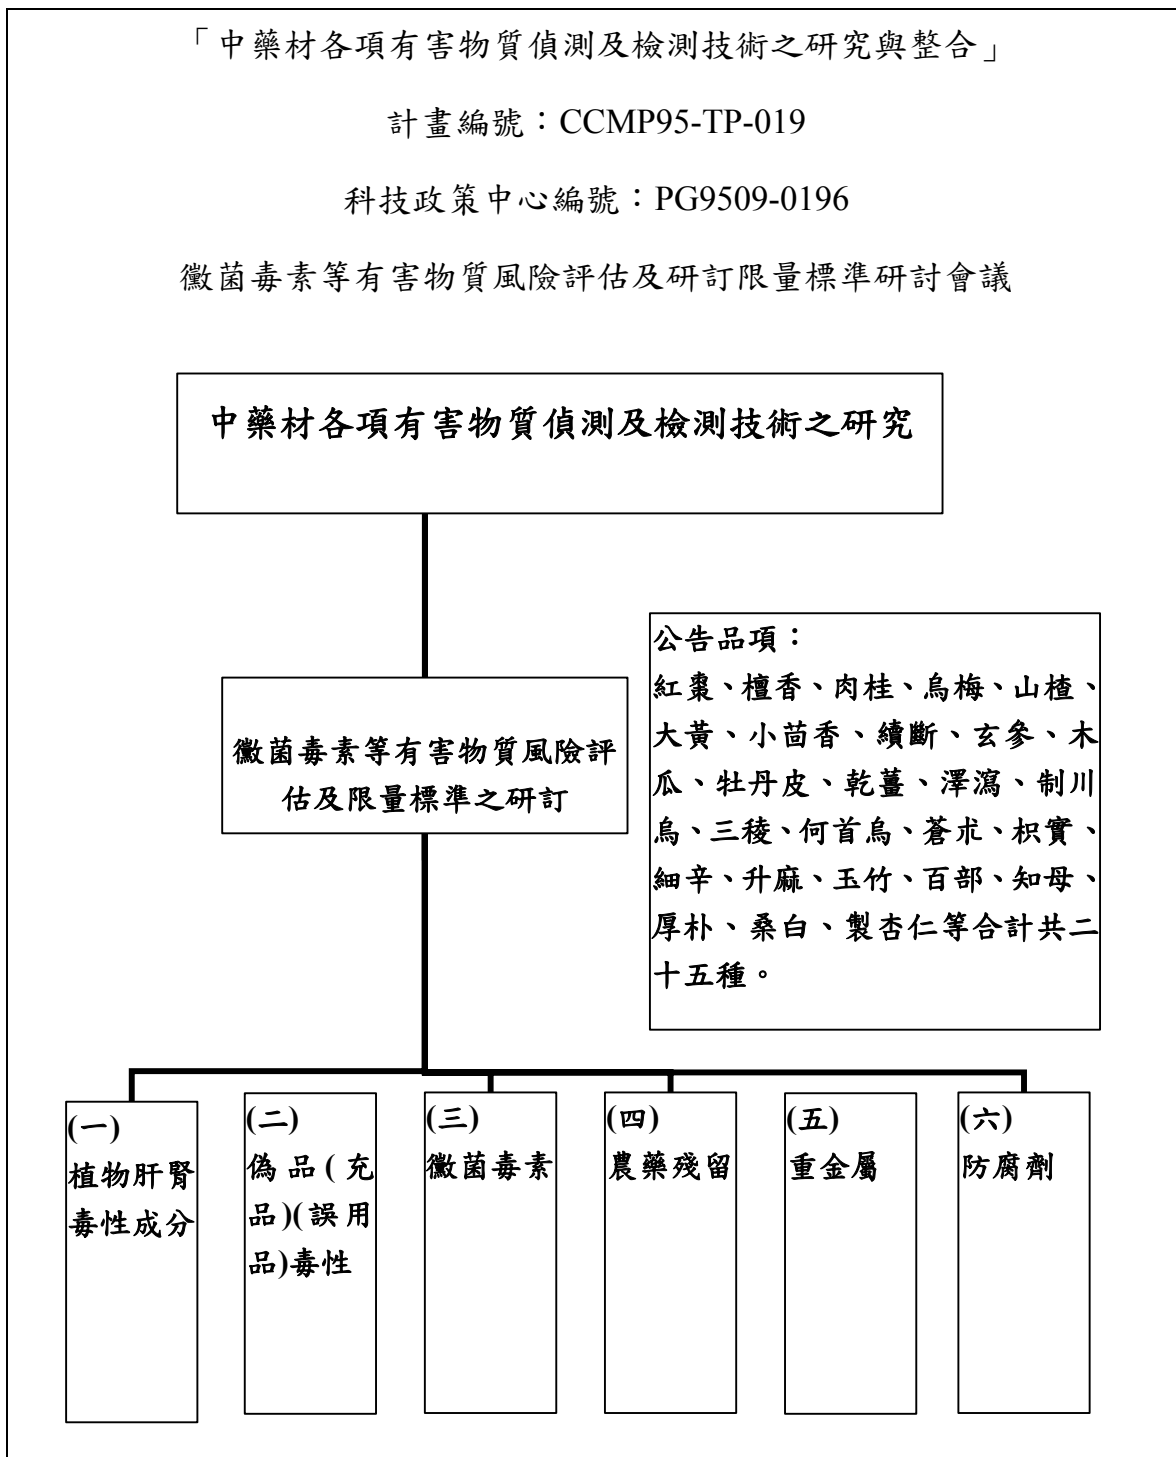 「中藥材各項有害物質偵測及檢測技術之研究與整合」
計畫編號：CCMP95-TP-019
科技政策中心編號：PG9509-0196
黴菌毒素等有害物質風險評估及研訂限量標準研討會議
中藥材各項有害物質偵測及檢測技術之研究
黴菌毒素等有害物質風險評
估及限量標準之研訂
公告品項：
紅棗、檀香、肉桂、烏梅、山楂、
大黃、小茴香、續斷、玄參、木
瓜、牡丹皮、乾薑、澤瀉、制川
烏、三稜、何首烏、蒼朮、枳實、
細辛、升麻、玉竹、百部、知母、
厚朴、桑白、製杏仁等合計共二
十五種。
(一)
植物肝腎
毒性成分
(二)
偽品(充
品)(誤用
品)毒性
(三)
黴菌毒素
(四)
農藥殘留
(五)
重金屬
(六)
防腐劑